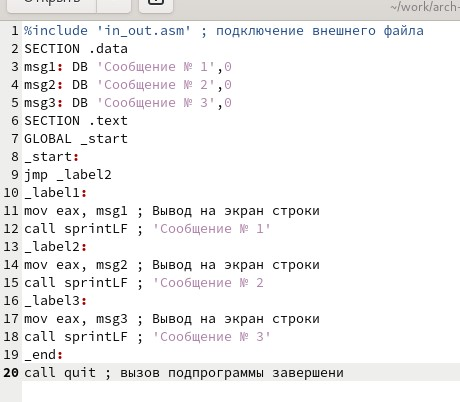 Открыть
~/work/arch-
1 %include 'in_out.asm' ; подключение внешнего файла
2 SECTION .data
3 msg1: DB 'Сообщение № 1',0
4 msg2: DB 'Сообщение № 2',0
5 msg3: DB 'Сообщение № 3',0
6 SECTION .text
7 GLOBAL _start
8 _start:
9 jmp _label2
10 _label1:
11 mov eax, msg1 ; Вывод на экран строки
12 call sprintLF ; 'Сообщение № 1'
13 _label2:
14 mov eax, msg2 ; Вывод на экран строки
15 call sprintLF ; 'Сообщение № 2
16 _label3:
17 mov eax, msg3 ; Вывод на экран строки
18 call sprintLF ; 'Сообщение № 3'
19 _end:
20 call quit ; вызов подпрограммы завершени